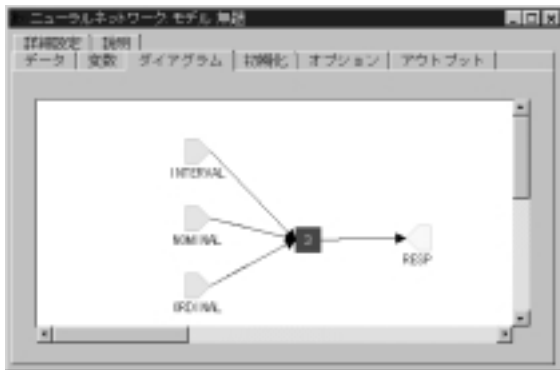 ニューラルネットワーク モデル 無題
詳細設定 説明
データ 変数 ダイアグラム 初期化 オプション アウトプット
INTERVAL
NOMINAL
3
RESP
ORDINAL